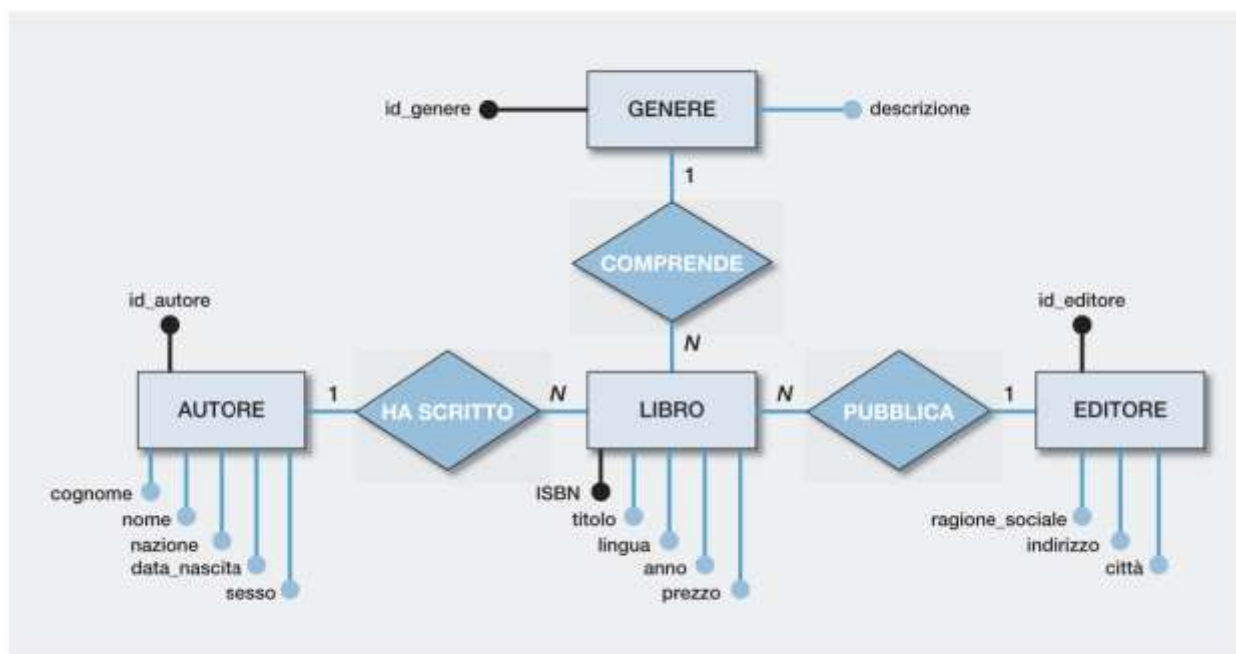 id_genere GENERE descrizione
1
COMPRENDE
id_autore id_editore
N
AUTORE 1 HA SCRITTO N LIBRO N PUBBLICA 1 EDITORE
cognome ISBN
nome titolo ragione_sociale
nazione lingua indirizzo
data_nascita anno città
sesso prezzo